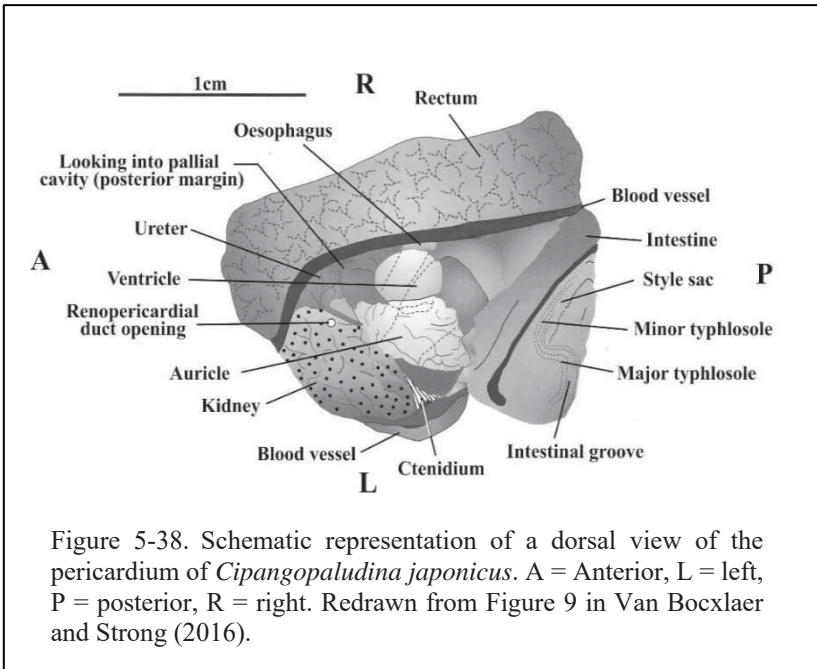 1cm
R
Rectum
Oesophagus
Looking into pallial
cavity (posterior margin)
Blood vessel
Ureter
Intestine
A
Style sac
P
Ventricle
Renopericardial
duct opening
Minor typhlosole
Auricle
Major typhlosole
Kidney
Blood vessel
Ctenidium
Intestinal groove
L
Figure 5-38. Schematic representation of a dorsal view of the
pericardium of Cipangopaludina japonicus. A = Anterior, L = left,
P = posterior, R = right. Redrawn from Figure 9 in Van Bocxlaer
and Strong (2016).